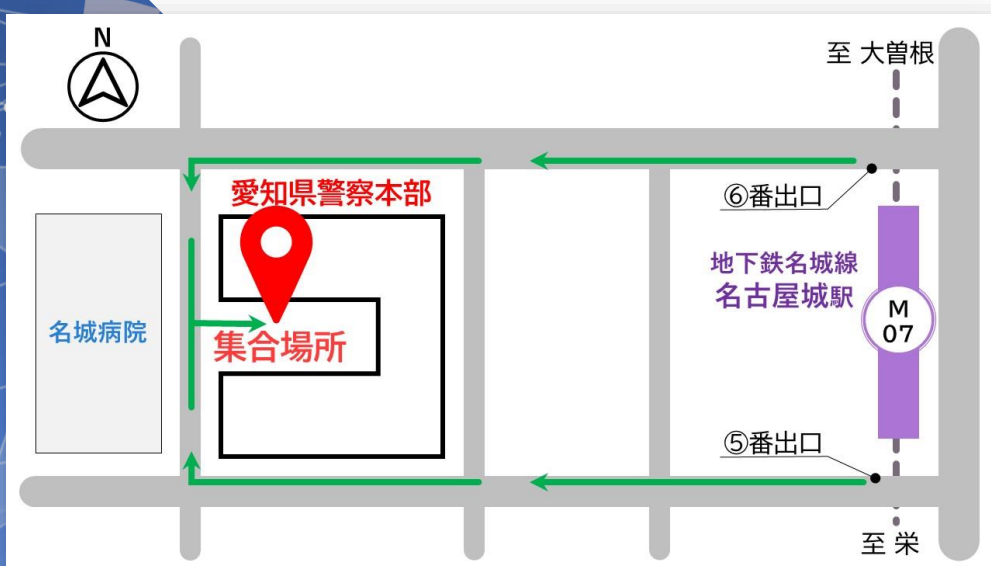 N
至 大曽根
愛知県警察本部
⑥番出口
地下鉄名城線
名古屋城駅
M
07
名城病院
集合場所
⑤番出口
至 栄